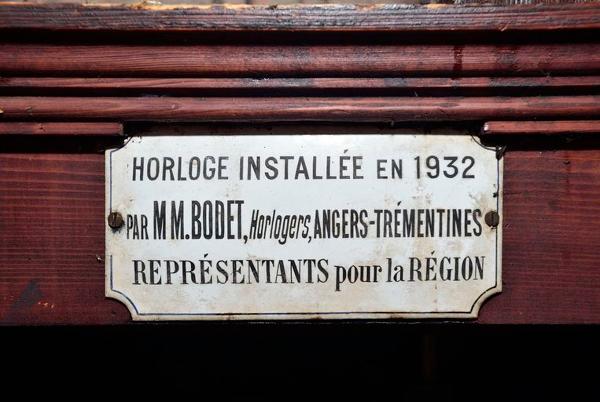 HORLOGE INSTALLÉE EN 1932
PAR M M. BODET, Horlogers, ANGERS-TRÉMENTINES
REPRÉSENTANTS pour la RÉGION